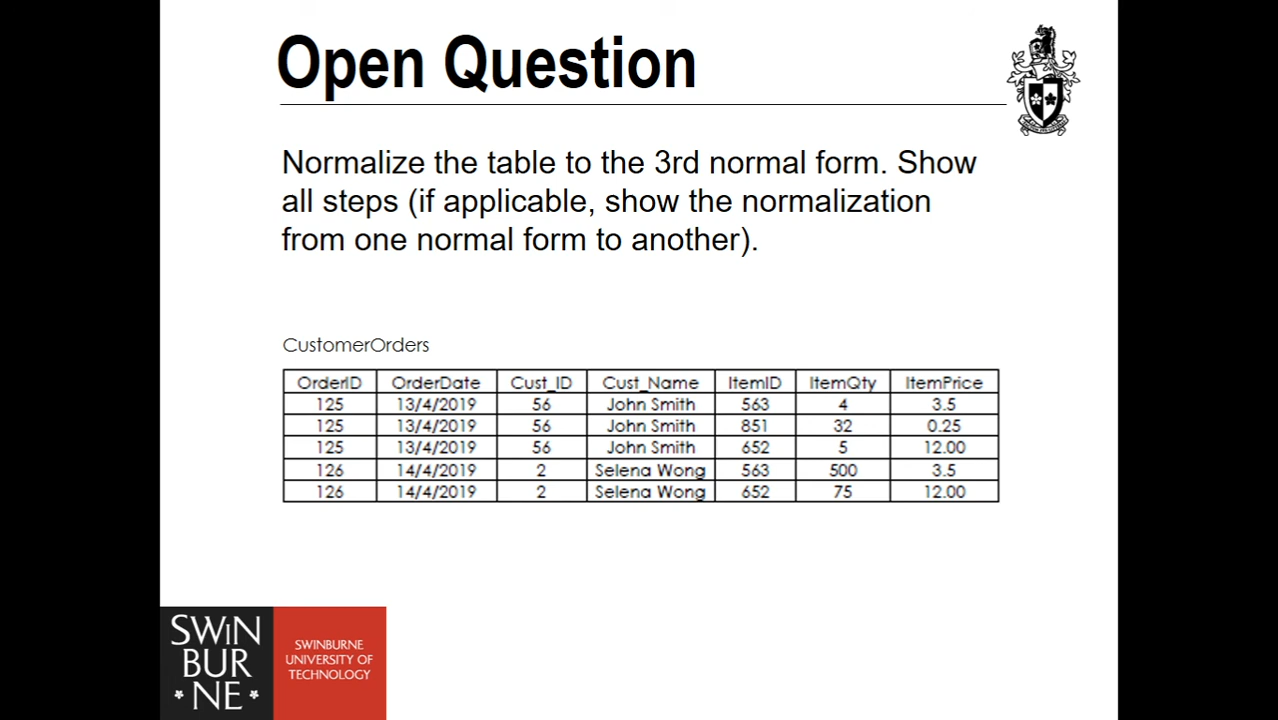 Open Question
Normalize the table to the 3rd normal form. Show
all steps (if applicable, show the normalization
from one normal form to another).
CustomerOrders
OrderID OrderDate Cust_ID Cust_Name ItemID ItemQty ItemPrice
125 13/4/2019 56 John Smith 563 4 3.5
125 13/4/2019 56 John Smith 851 32 0.25
125 13/4/2019 56 John Smith 652 5 12.00
126 14/4/2019 2 Selena Wong 563 500 3.5
126 14/4/2019 2 Selena Wong 652 75 12.00
SWIN
BUR
NE
SWINBURNE
UNIVERSITY OF
TECHNOLOGY